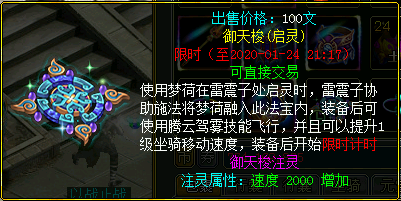 出售价格：100文
御天梭(启灵)
限时（至2020-01-24 21:17）
可直接交易
使用梦荷在雷震子处启灵时，雷震子协
助施法将梦荷融入此法宝内，装备后可
使用腾云驾雾技能飞行，并且可以提升1
级坐骑移动速度，装备后开始限时计时
御天梭注灵
注灵属性：速度 2000 增加
以战止战
24